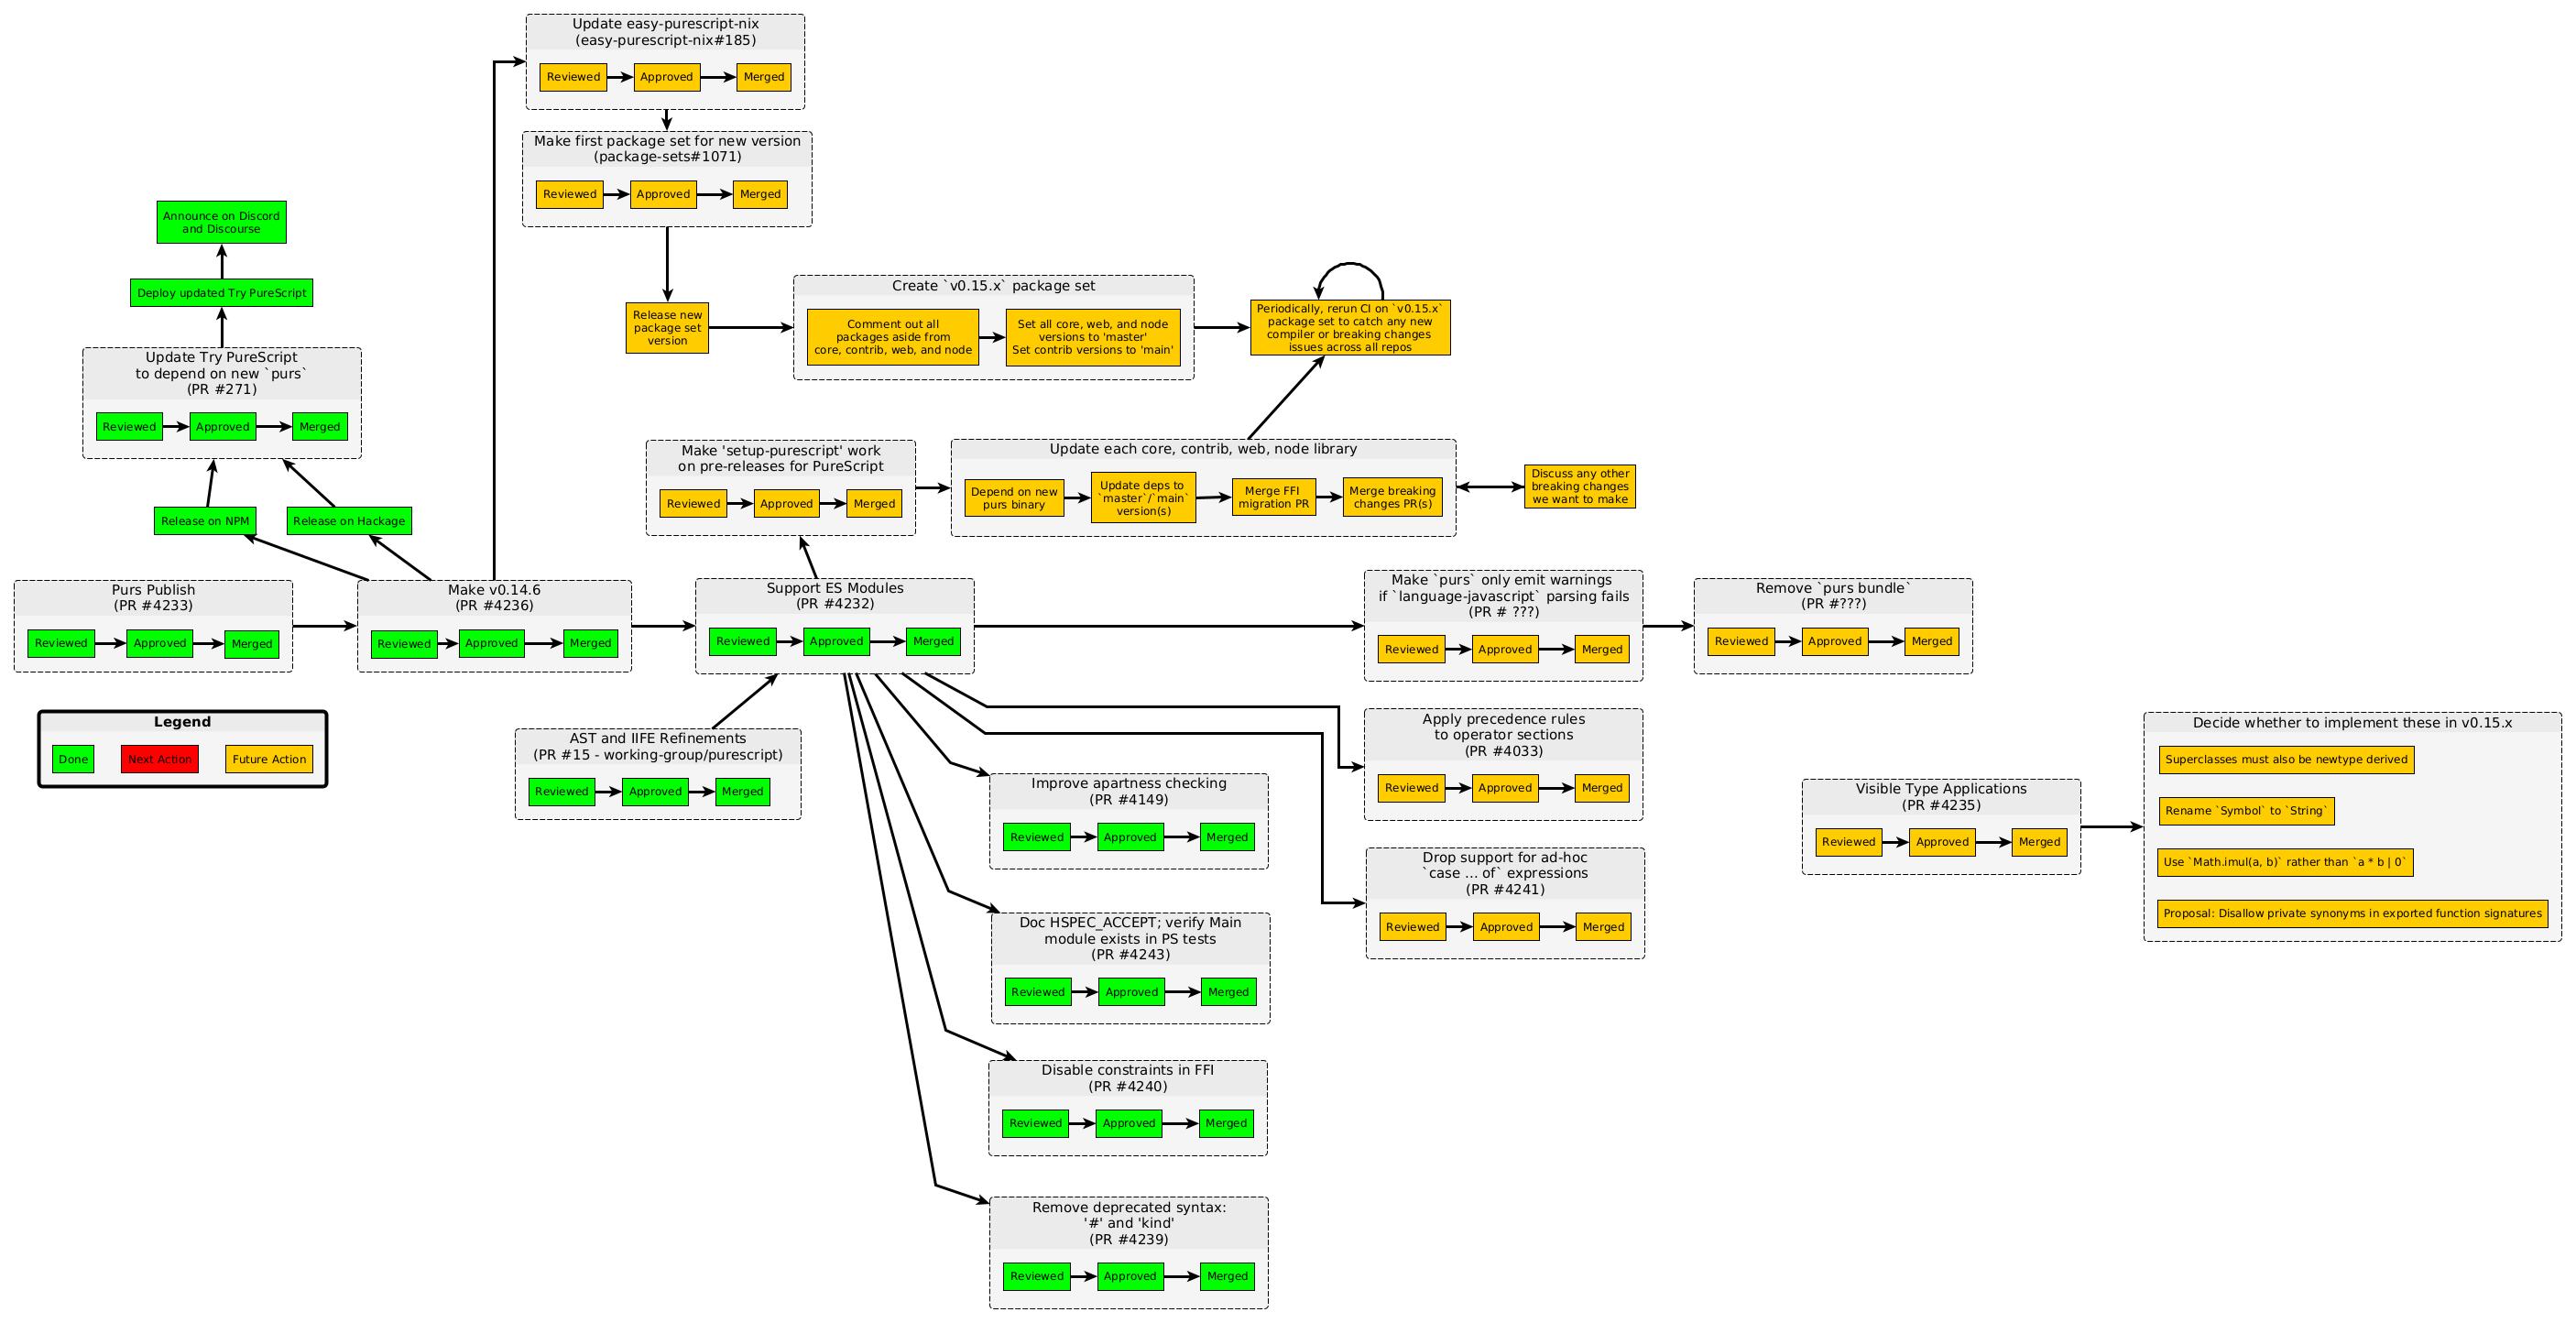 Update easy-purescript-nix
(easy-purescript-nix#185)
Reviewed
Approved
Merged
Make first package set for new version
(package-sets#1071)
Reviewed
Approved
Merged
Announce on Discord
and Discourse
Deploy updated Try PureScript
Update Try PureScript
to depend on new `purs`
(PR #271)
Reviewed
Approved
Merged
Release on NPM
Release on Hackage
Release new
package set
version
Create `v0.15.x` package set
Comment out all
packages aside from
core, contrib, web, and node
Set all core, web, and node
versions to 'master'
Set contrib versions to 'main'
Periodically, rerun CI on `v0.15.x`
package set to catch any new
compiler or breaking changes
issues across all repos
Make 'setup-purescript' work
on pre-releases for PureScript
Reviewed
Approved
Merged
Update each core, contrib, web, node library
Depend on new
purs binary
Update deps to
`master`/`main`
version(s)
Merge FFI
migration PR
Merge breaking
changes PR(s)
Discuss any other
breaking changes
we want to make
Purs Publish
(PR #4233)
Reviewed
Approved
Merged
Make v0.14.6
(PR #4236)
Reviewed
Approved
Merged
Support ES Modules
(PR #4232)
Reviewed
Approved
Merged
Make `purs` only emit warnings
if `language-javascript` parsing fails
(PR # ???)
Reviewed
Approved
Merged
Remove `purs bundle`
(PR #???)
Reviewed
Approved
Merged
Legend
Done
Next Action
Future Action
AST and IIFE Refinements
(PR #15 - working-group/purescript)
Reviewed
Approved
Merged
Apply precedence rules
to operator sections
(PR #4033)
Reviewed
Approved
Merged
Improve apartness checking
(PR #4149)
Reviewed
Approved
Merged
Drop support for ad-hoc
`case ... of` expressions
(PR #4241)
Reviewed
Approved
Merged
Visible Type Applications
(PR #4235)
Reviewed
Approved
Merged
Decide whether to implement these in v0.15.x
Superclasses must also be newtype derived
Rename `Symbol` to `String`
Use `Math.imul(a, b)` rather than `a * b | 0`
Proposal: Disallow private synonyms in exported function signatures
Doc HSPEC_ACCEPT; verify Main
module exists in PS tests
(PR #4243)
Reviewed
Approved
Merged
Disable constraints in FFI
(PR #4240)
Reviewed
Approved
Merged
Remove deprecated syntax:
'#' and 'kind'
(PR #4239)
Reviewed
Approved
Merged